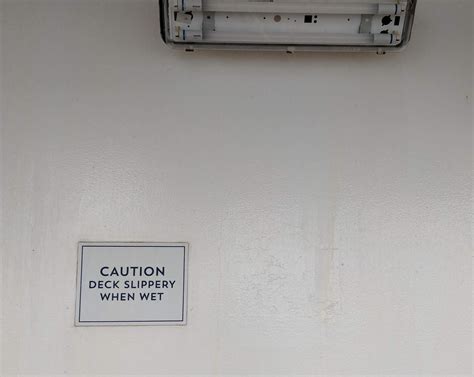 CAUTION
DECK SLIPPERY
WHEN WET